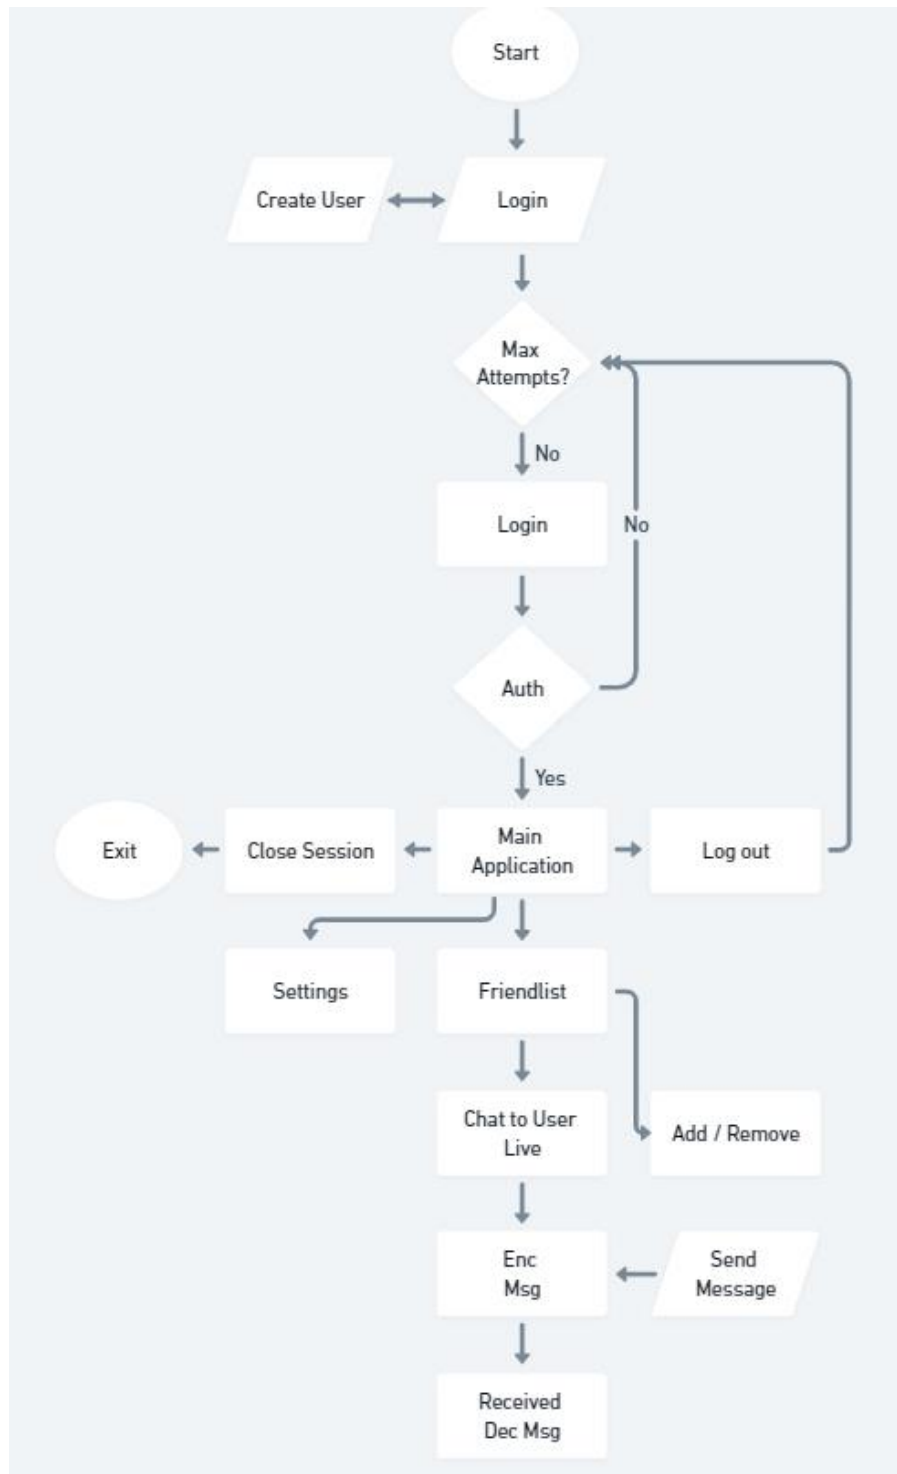 Start
Create User
Login
Max
Attempts?
No
Login
No
Auth
Yes
Exit
Close Session
Main
Application
Log out
Settings
Friendlist
Chat to User
Live
Add / Remove
Enc
Msg
Send
Message
Received
Dec Msg